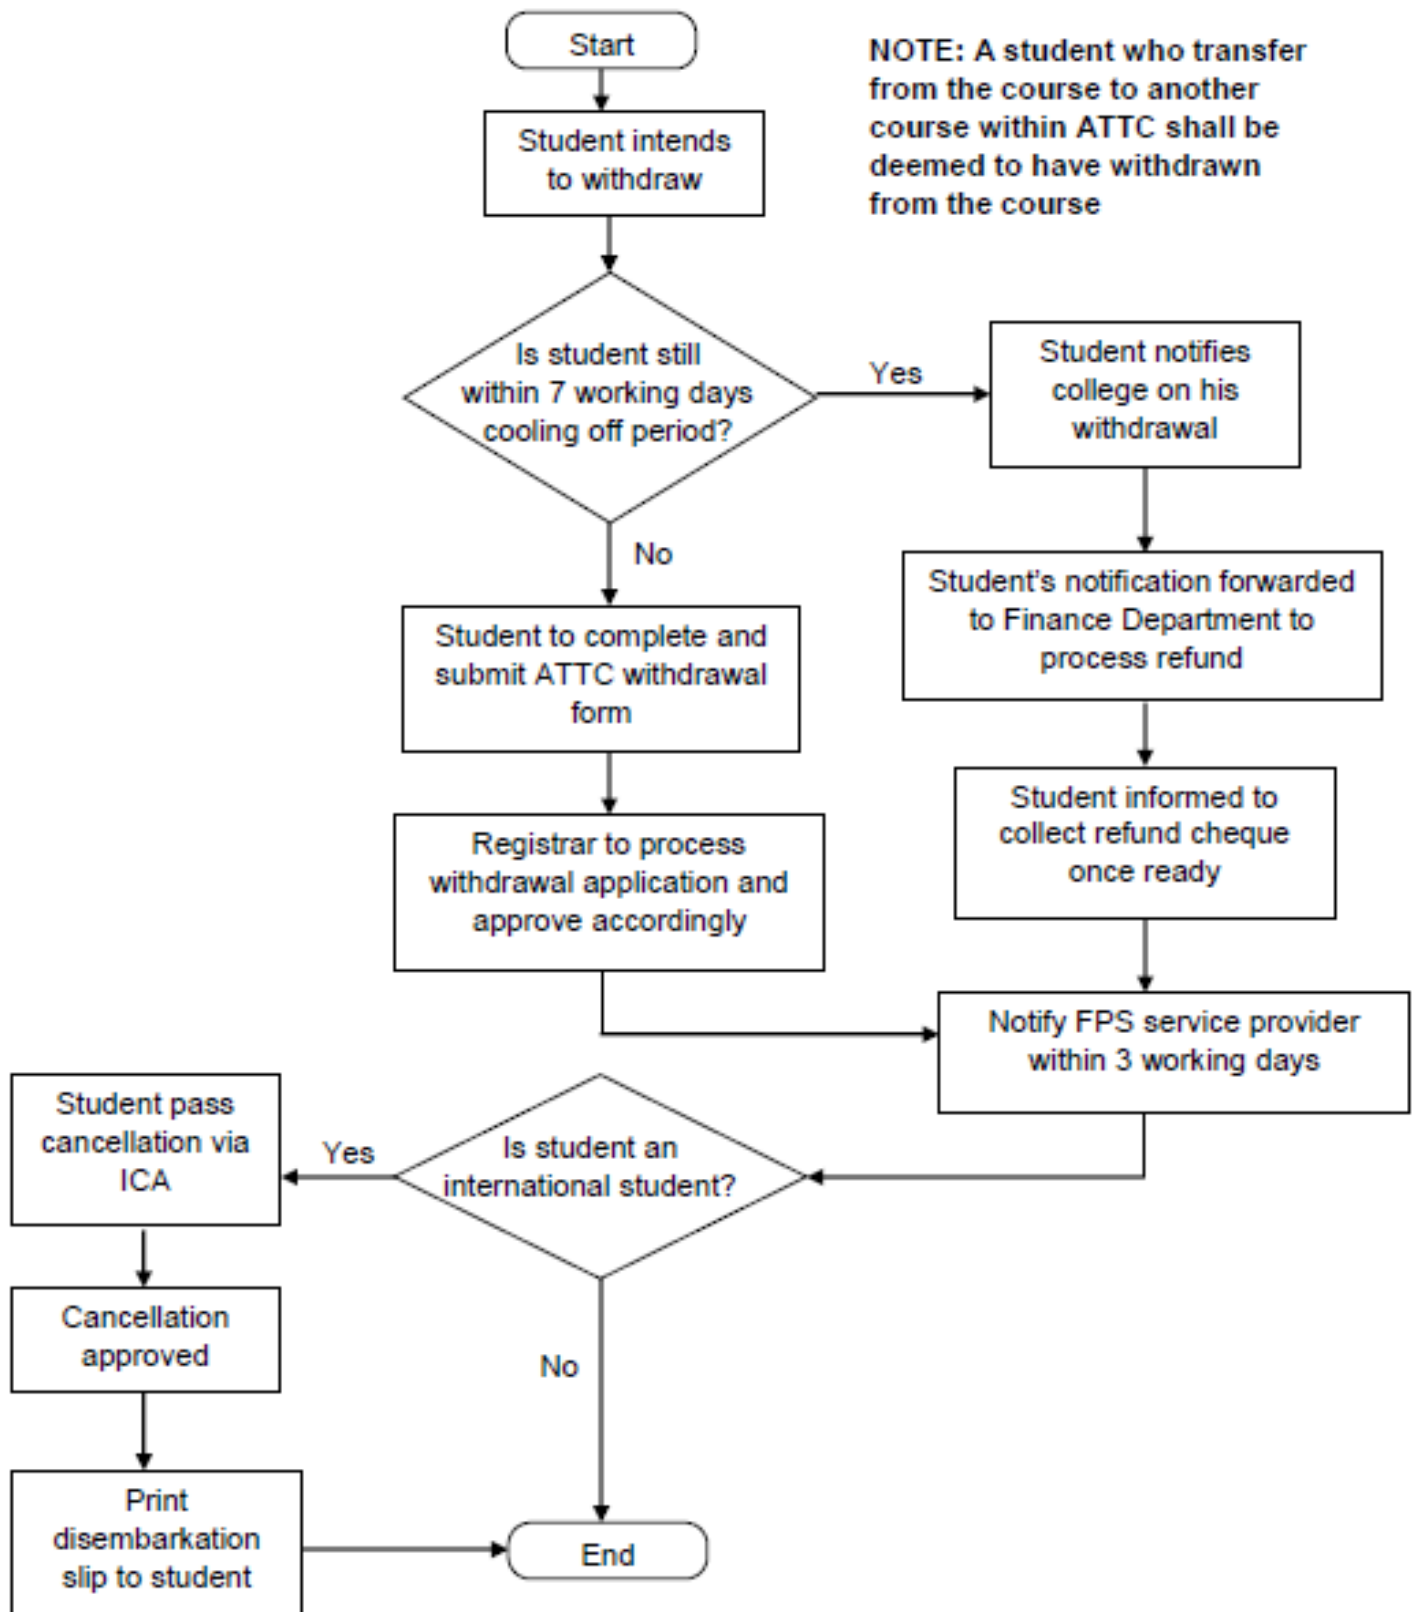 Start
NOTE: A student who transfer
from the course to another
course within ATTC shall be
deemed to have withdrawn
from the course
Student intends
to withdraw
Is student still
within 7 working days
cooling off period?
Yes
Student notifies
college on his
withdrawal
No
Student's notification forwarded
to Finance Department to
process refund
Student to complete and
submit ATTC withdrawal
form
Student informed to
collect refund cheque
once ready
Registrar to process
withdrawal application and
approve accordingly
Notify FPS service provider
within 3 working days
Is student an
international student?
Yes
Student pass
cancellation via
ICA
Cancellation
approved
No
Print
disembarkation
slip to student
End